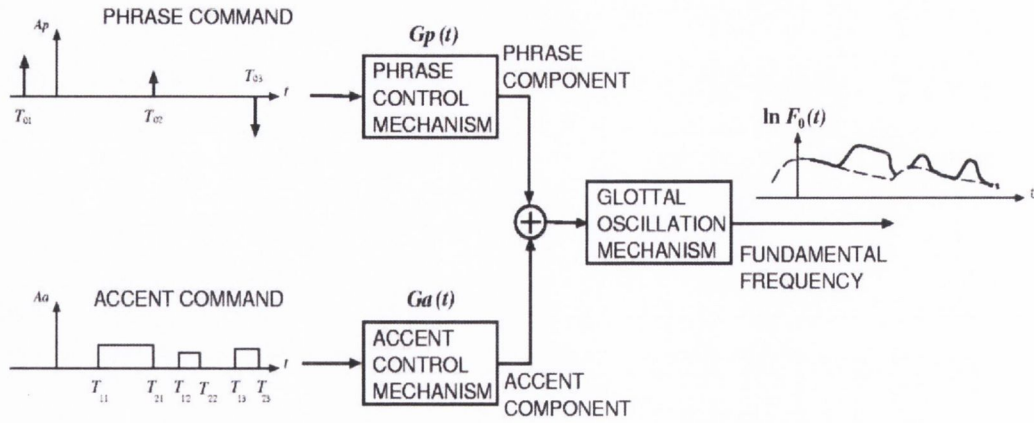 PHRASE COMMAND
Ap
T03
t
T01
T02
Gp (t)
PHRASE
CONTROL
MECHANISM
PHRASE
COMPONENT
ln F0(t)
t
GLOTTAL
OSCILLATION
MECHANISM
FUNDAMENTAL
FREQUENCY
ACCENT COMMAND
Aa
t
T11
T21
T12
T22
T13
T23
Ga (t)
ACCENT
CONTROL
MECHANISM
ACCENT
COMPONENT